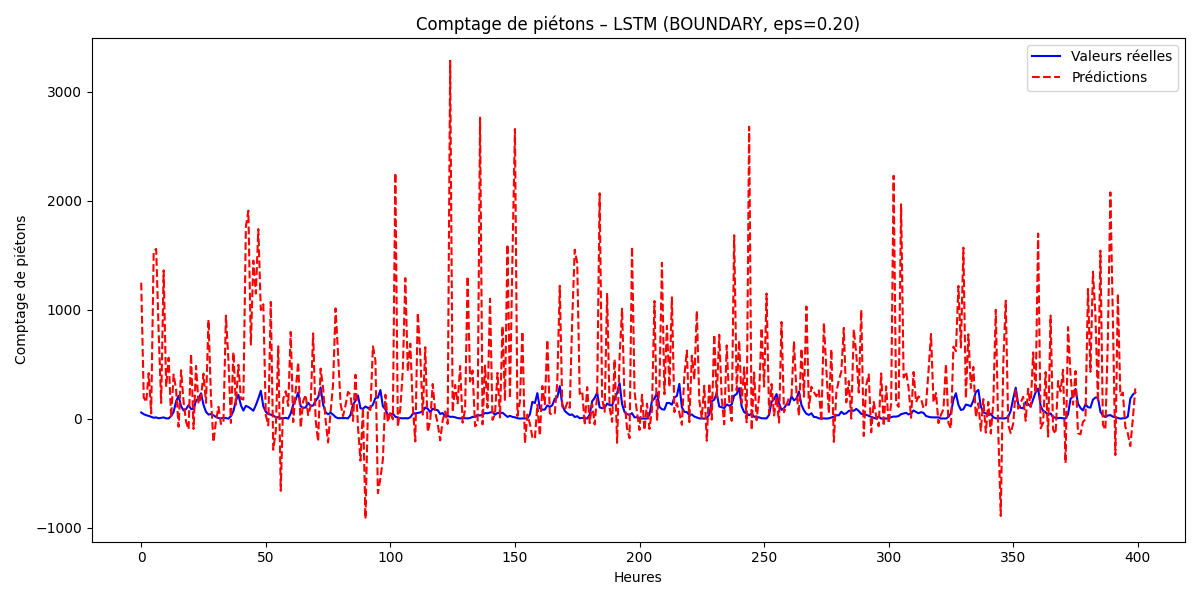 Comptage de piétons – LSTM (BOUNDARY, eps=0.20)
Valeurs réelles
Prédictions
Comptage de piétons
3000
2000
1000
0
−1000
0 50 100 150 200 250 300 350 400
Heures